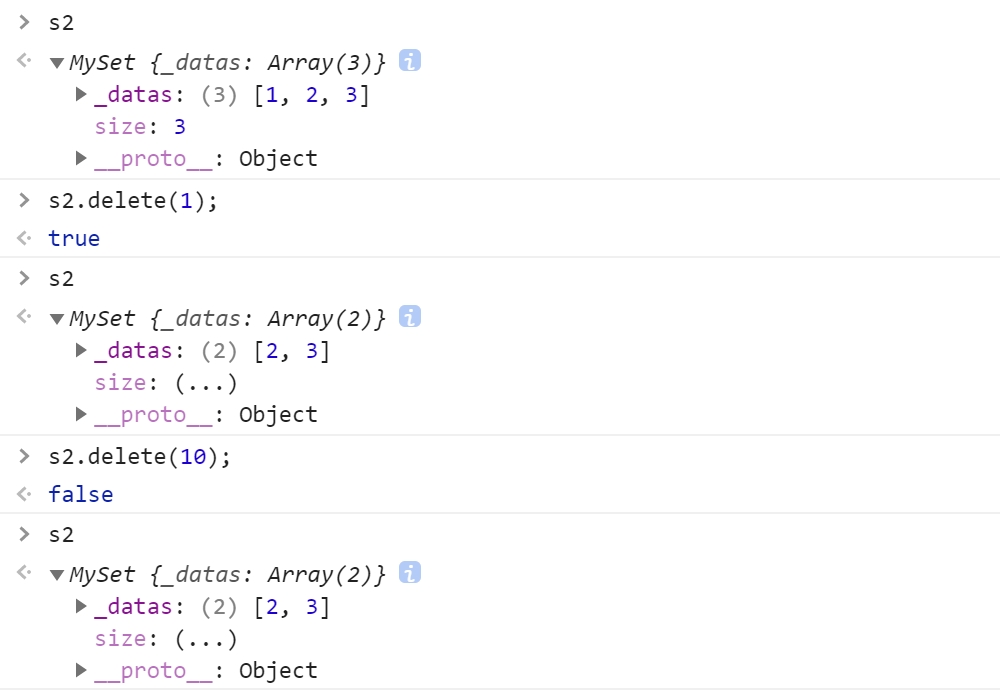 > s2
<· ▼MySet {_datas: Array(3)} i
▶_datas: (3) [1, 2, 3]
size: 3
▶__proto__: Object
> s2.delete(1);
<· true
> s2
<· ▼MySet {_datas: Array(2)} i
▶_datas: (2) [2, 3]
size: (...)
▶__proto__: Object
> s2.delete(10);
<· false
> s2
<· ▼MySet {_datas: Array(2)} i
▶_datas: (2) [2, 3]
size: (...)
▶__proto__: Object